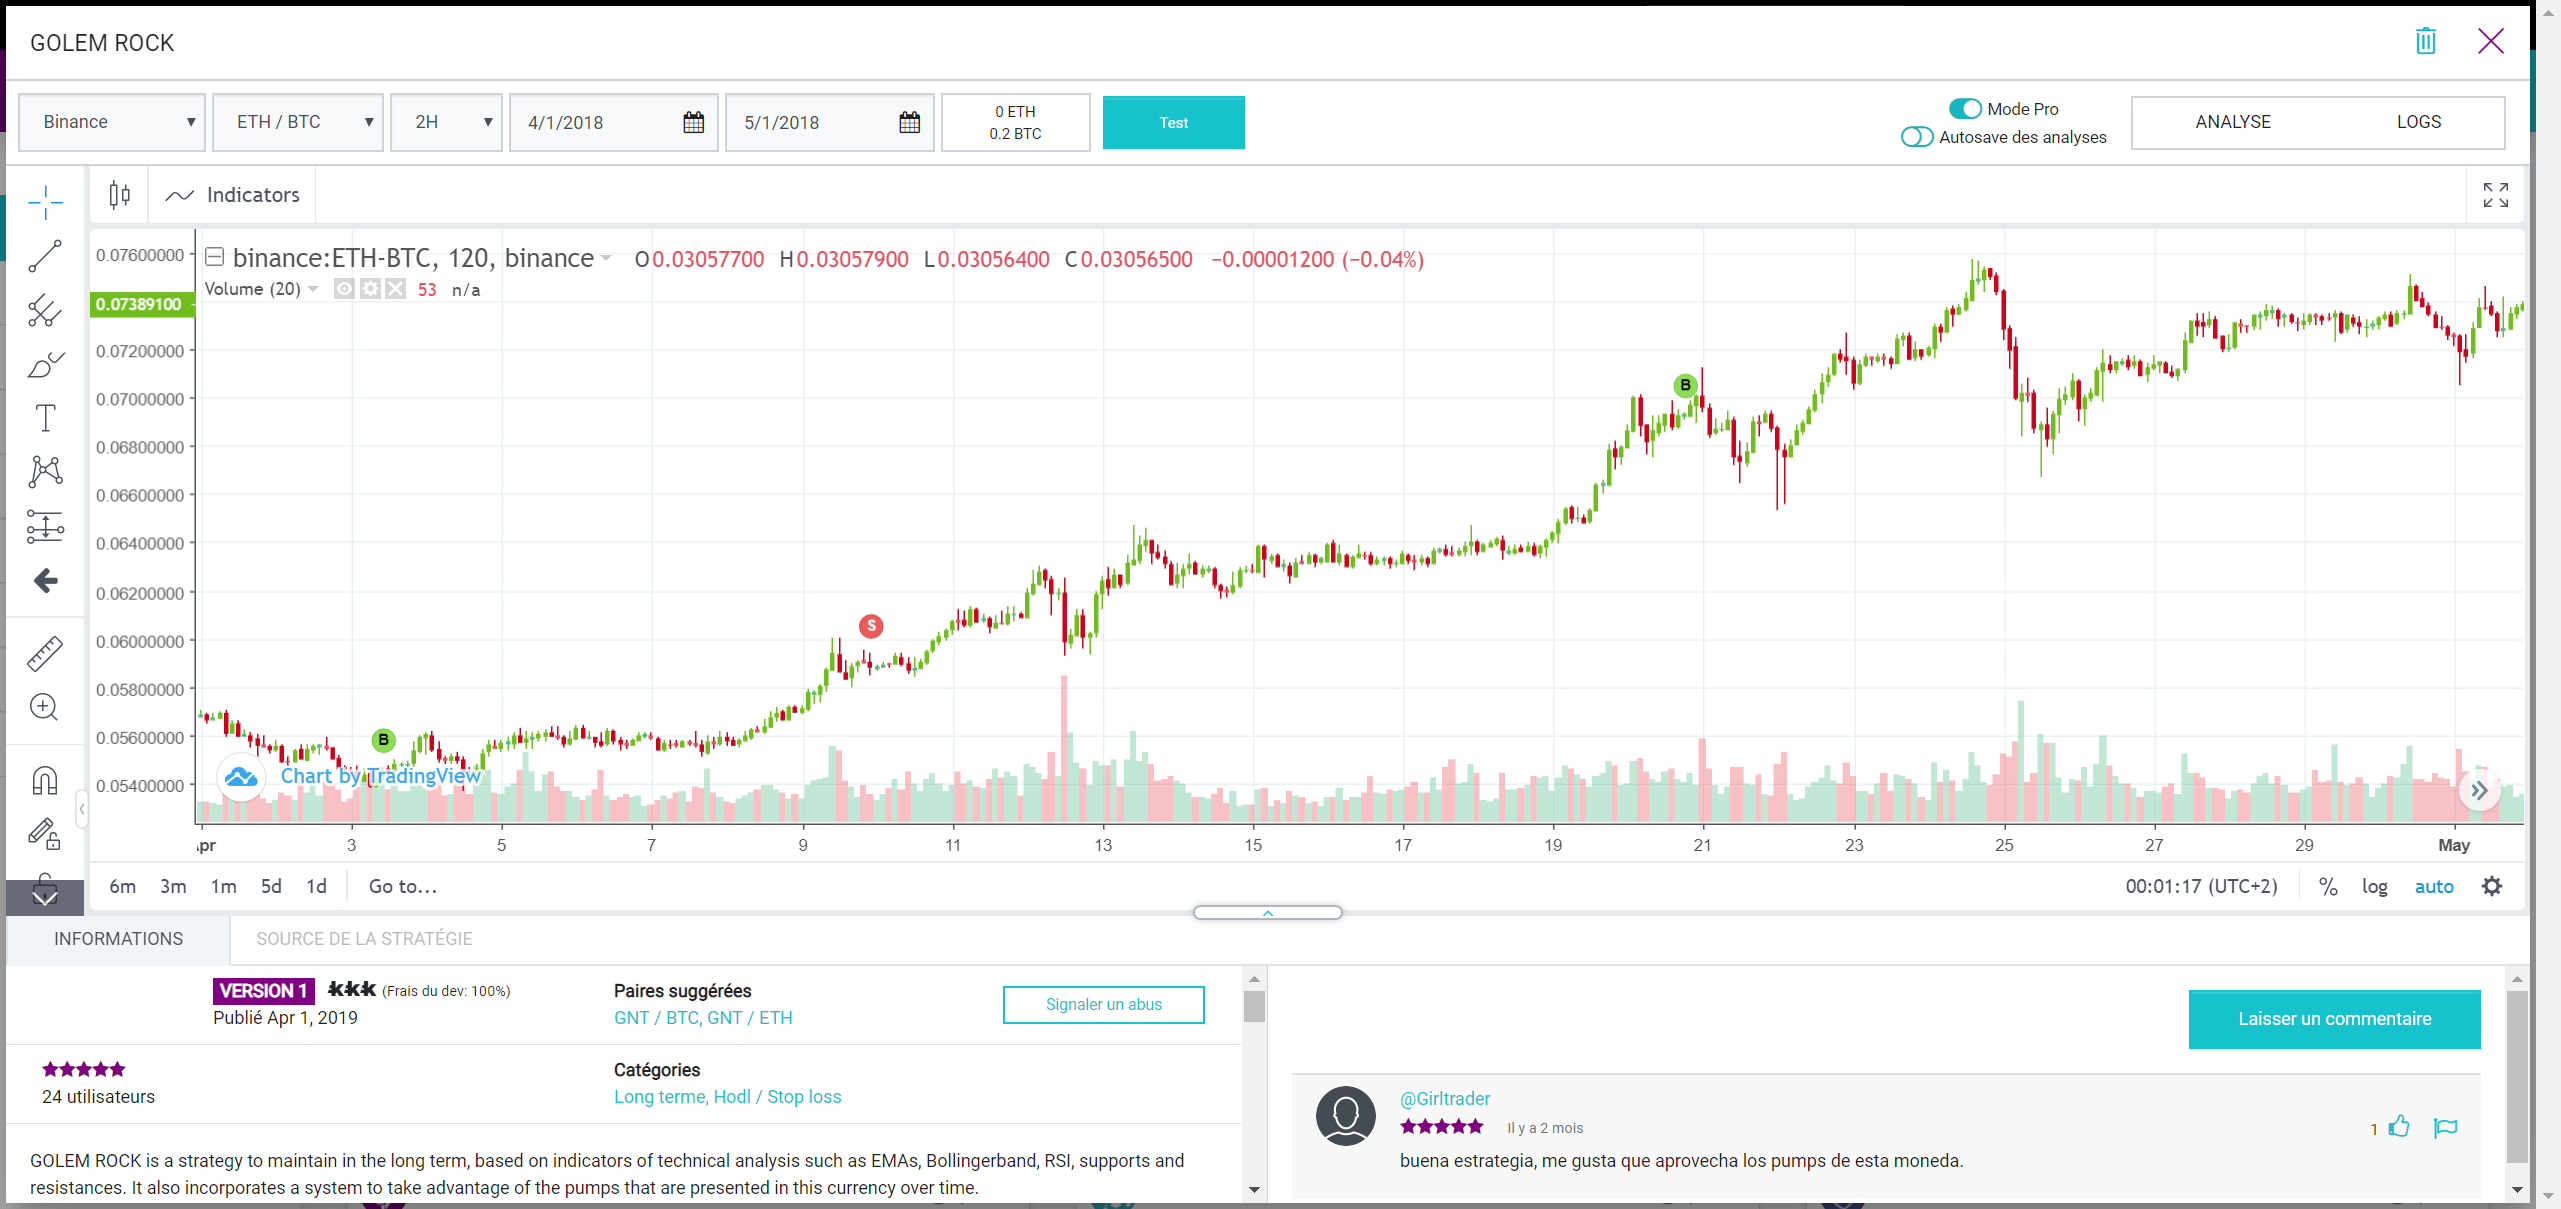 GOLEM ROCK
Binance
ETH / BTC
2H
4/1/2018
5/1/2018
0 ETH
0.2 BTC
Test
Mode Pro
Autosave des analyses
ANALYSE
LOGS
Indicators
binance:ETH-BTC, 120, binance
O0.03057700 H0.03057900 L0.03056400 C0.03056500 −0.00001200 (−0.04%)
Volume (20) 53 n/a
0.07600000
0.07389100
0.07200000
0.07000000
0.06800000
0.06600000
0.06400000
0.06200000
0.06000000
0.05800000
0.05600000
0.05400000
B
S
B
Chart by TradingView
pr 3 5 7 9 11 13 15 17 19 21 23 25 27 29 May
6m 3m 1m 5d 1d Go to...
00:01:17 (UTC+2) % log auto
INFORMATIONS
SOURCE DE LA STRATÉGIE
VERSION 1 kkk (Frais du dev: 100%)
Publié Apr 1, 2019
Paires suggérées
GNT / BTC, GNT / ETH
Signaler un abus
24 utilisateurs
Catégories
Long terme, Hodl / Stop loss
GOLEM ROCK is a strategy to maintain in the long term, based on indicators of technical analysis such as EMAs, Bollingerband, RSI, supports and
resistances. It also incorporates a system to take advantage of the pumps that are presented in this currency over time.
Laisser un commentaire
@Girltrader
Il y a 2 mois
1
buena estrategia, me gusta que aprovecha los pumps de esta moneda.